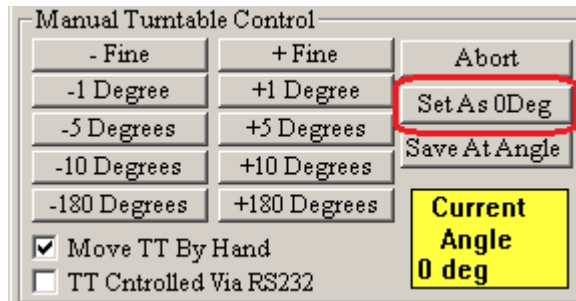 Manual Turntable Control
- Fine
+ Fine
Abort
-1 Degree
+1 Degree
Set As 0Deg
-5 Degrees
+5 Degrees
Save At Angle
-10 Degrees
+10 Degrees
-180 Degrees
+180 Degrees
Current
Angle
0 deg
Move TT By Hand
TT Cntrolled Via RS232